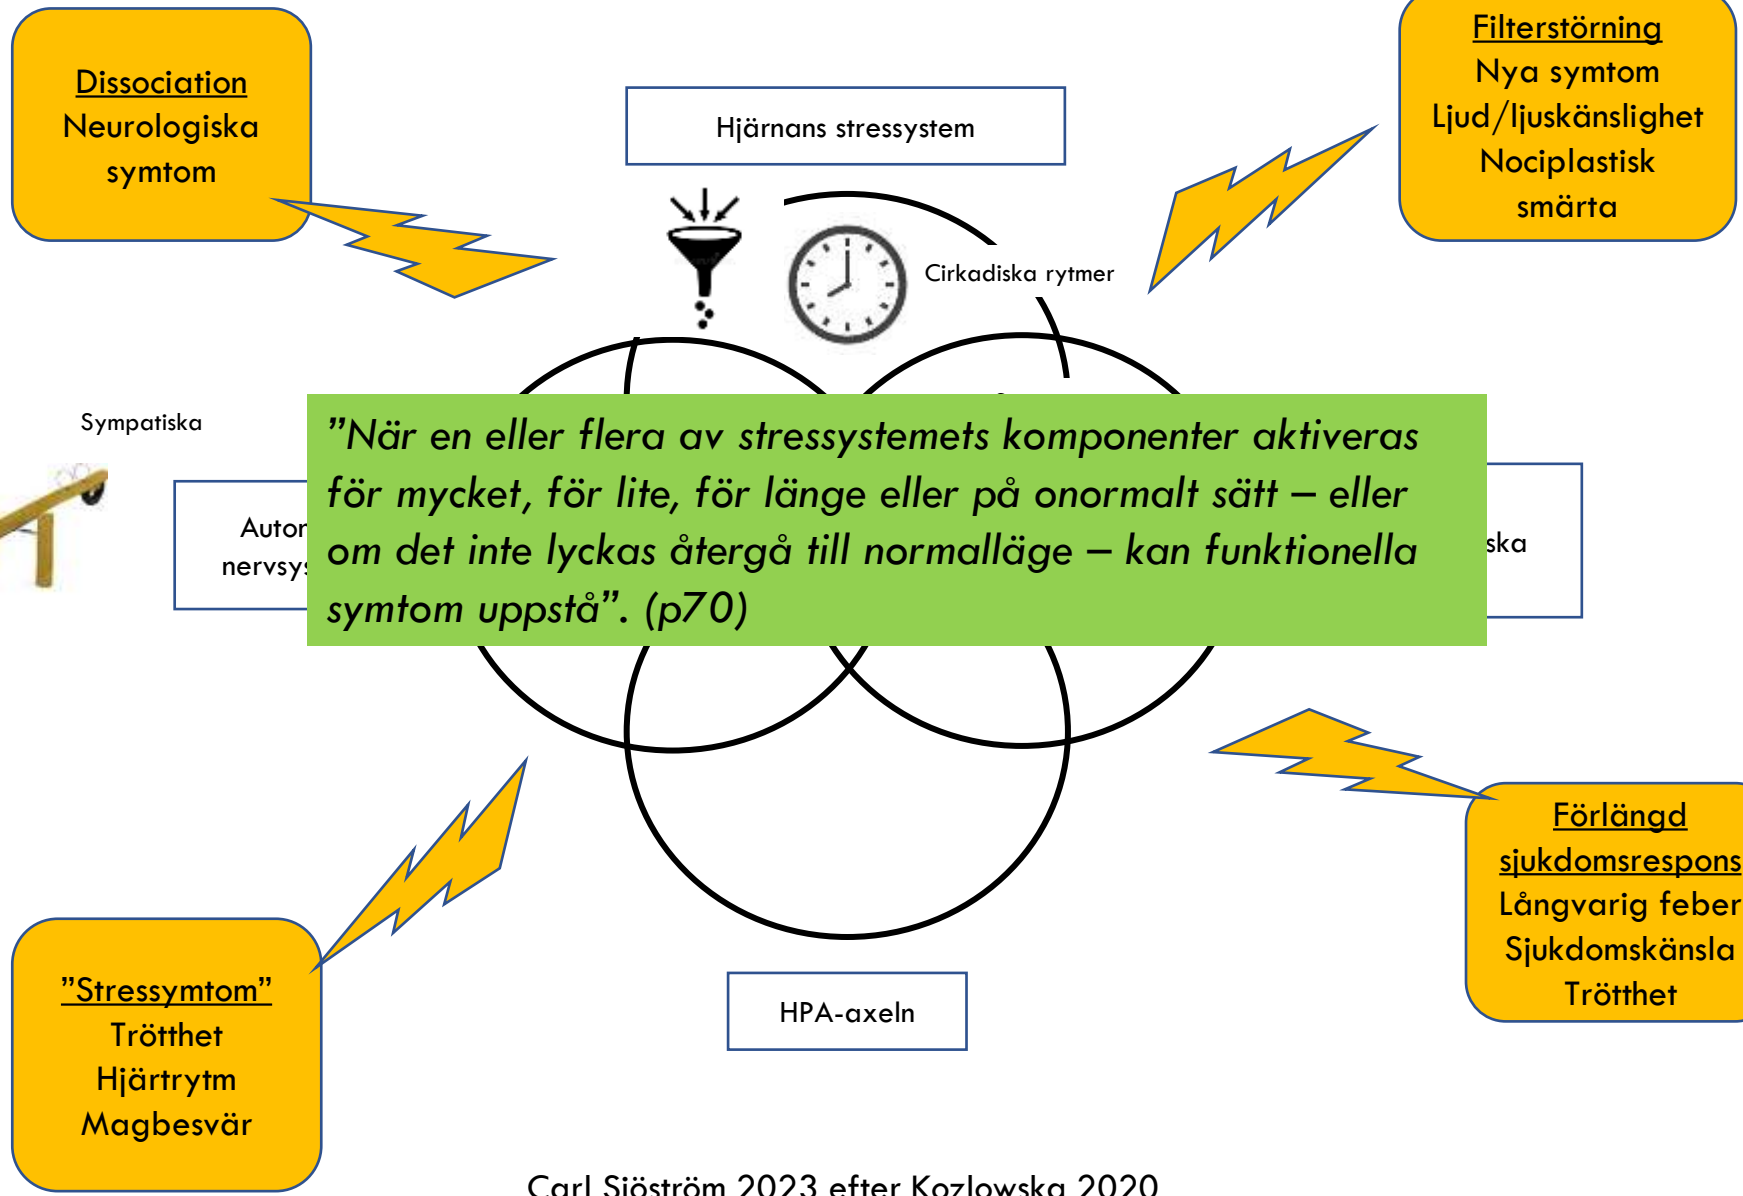 Dissociation
Neurologiska
symtom
Hjärnans stressystem
Filterstörning
Nya symtom
Ljud/ljuskänslighet
Nociplastisk
smärta
Cirkadiska rytmer
Sympatiska
”När en eller flera av stressystemets komponenter aktiveras
för mycket, för lite, för länge eller på onormalt sätt – eller
om det inte lyckas återgå till normalläge – kan funktionella
symtom uppstå”. (p70)
Förlängd
sjukdomsrespons
Långvarig feber
Sjukdomskänsla
Trötthet
”Stressymtom”
Trötthet
Hjärtrytm
Magbesvär
HPA-axeln
Carl Sjöström 2023 efter Kozlowska 2020